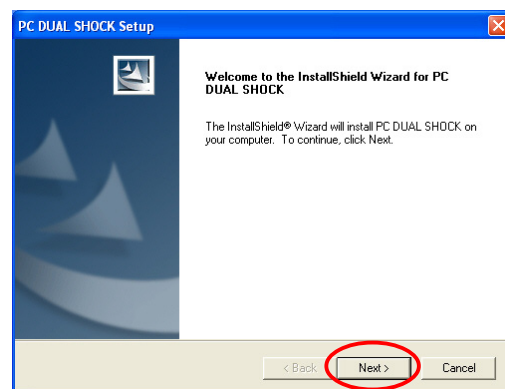 PC DUAL SHOCK Setup
Welcome to the InstallShield Wizard for PC
DUAL SHOCK
The InstallShield® Wizard will install PC DUAL SHOCK on
your computer. To continue, click Next.
< Back
Next >
Cancel